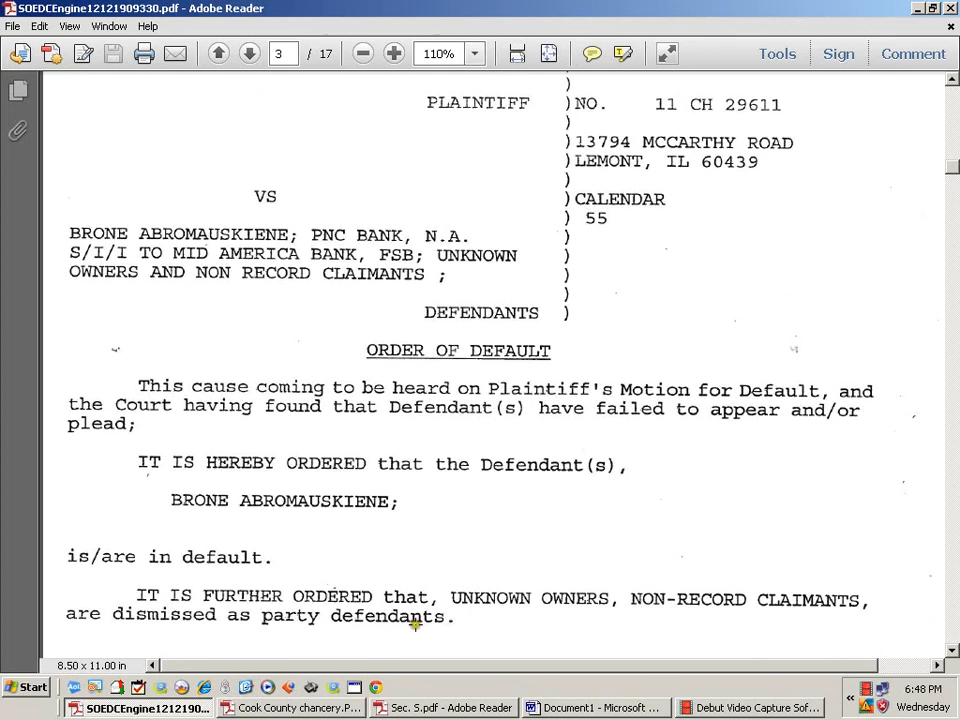 SOEDCEngine12121909330.pdf - Adobe Reader
File Edit View Window Help
3 / 17 110% Tools Sign Comment
)
PLAINTIFF )NO. 11 CH 29611
)
)13794 MCCARTHY ROAD
)LEMONT, IL 60439
)
VS )CALENDAR
) 55
BRONE ABROMAUSKIENE; PNC BANK, N.A. )
S/I/I TO MID AMERICA BANK, FSB; UNKNOWN )
OWNERS AND NON RECORD CLAIMANTS ; )
)
DEFENDANTS )
ORDER OF DEFAULT
This cause coming to be heard on Plaintiff's Motion for Default, and
the Court having found that Defendant(s) have failed to appear and/or
plead;
IT IS HEREBY ORDERED that the Defendant(s),
BRONE ABROMAUSKIENE;
is/are in default.
IT IS FURTHER ORDERED that, UNKNOWN OWNERS, NON-RECORD CLAIMANTS,
are dismissed as party defendants.
8.50 x 11.00 in
Start 6:48 PM
SOEDCEngine1212190... Cook County chancery.P... Sec. S.pdf - Adobe Reader Document1 - Microsoft ... Debut Video Capture Sof... Wednesday